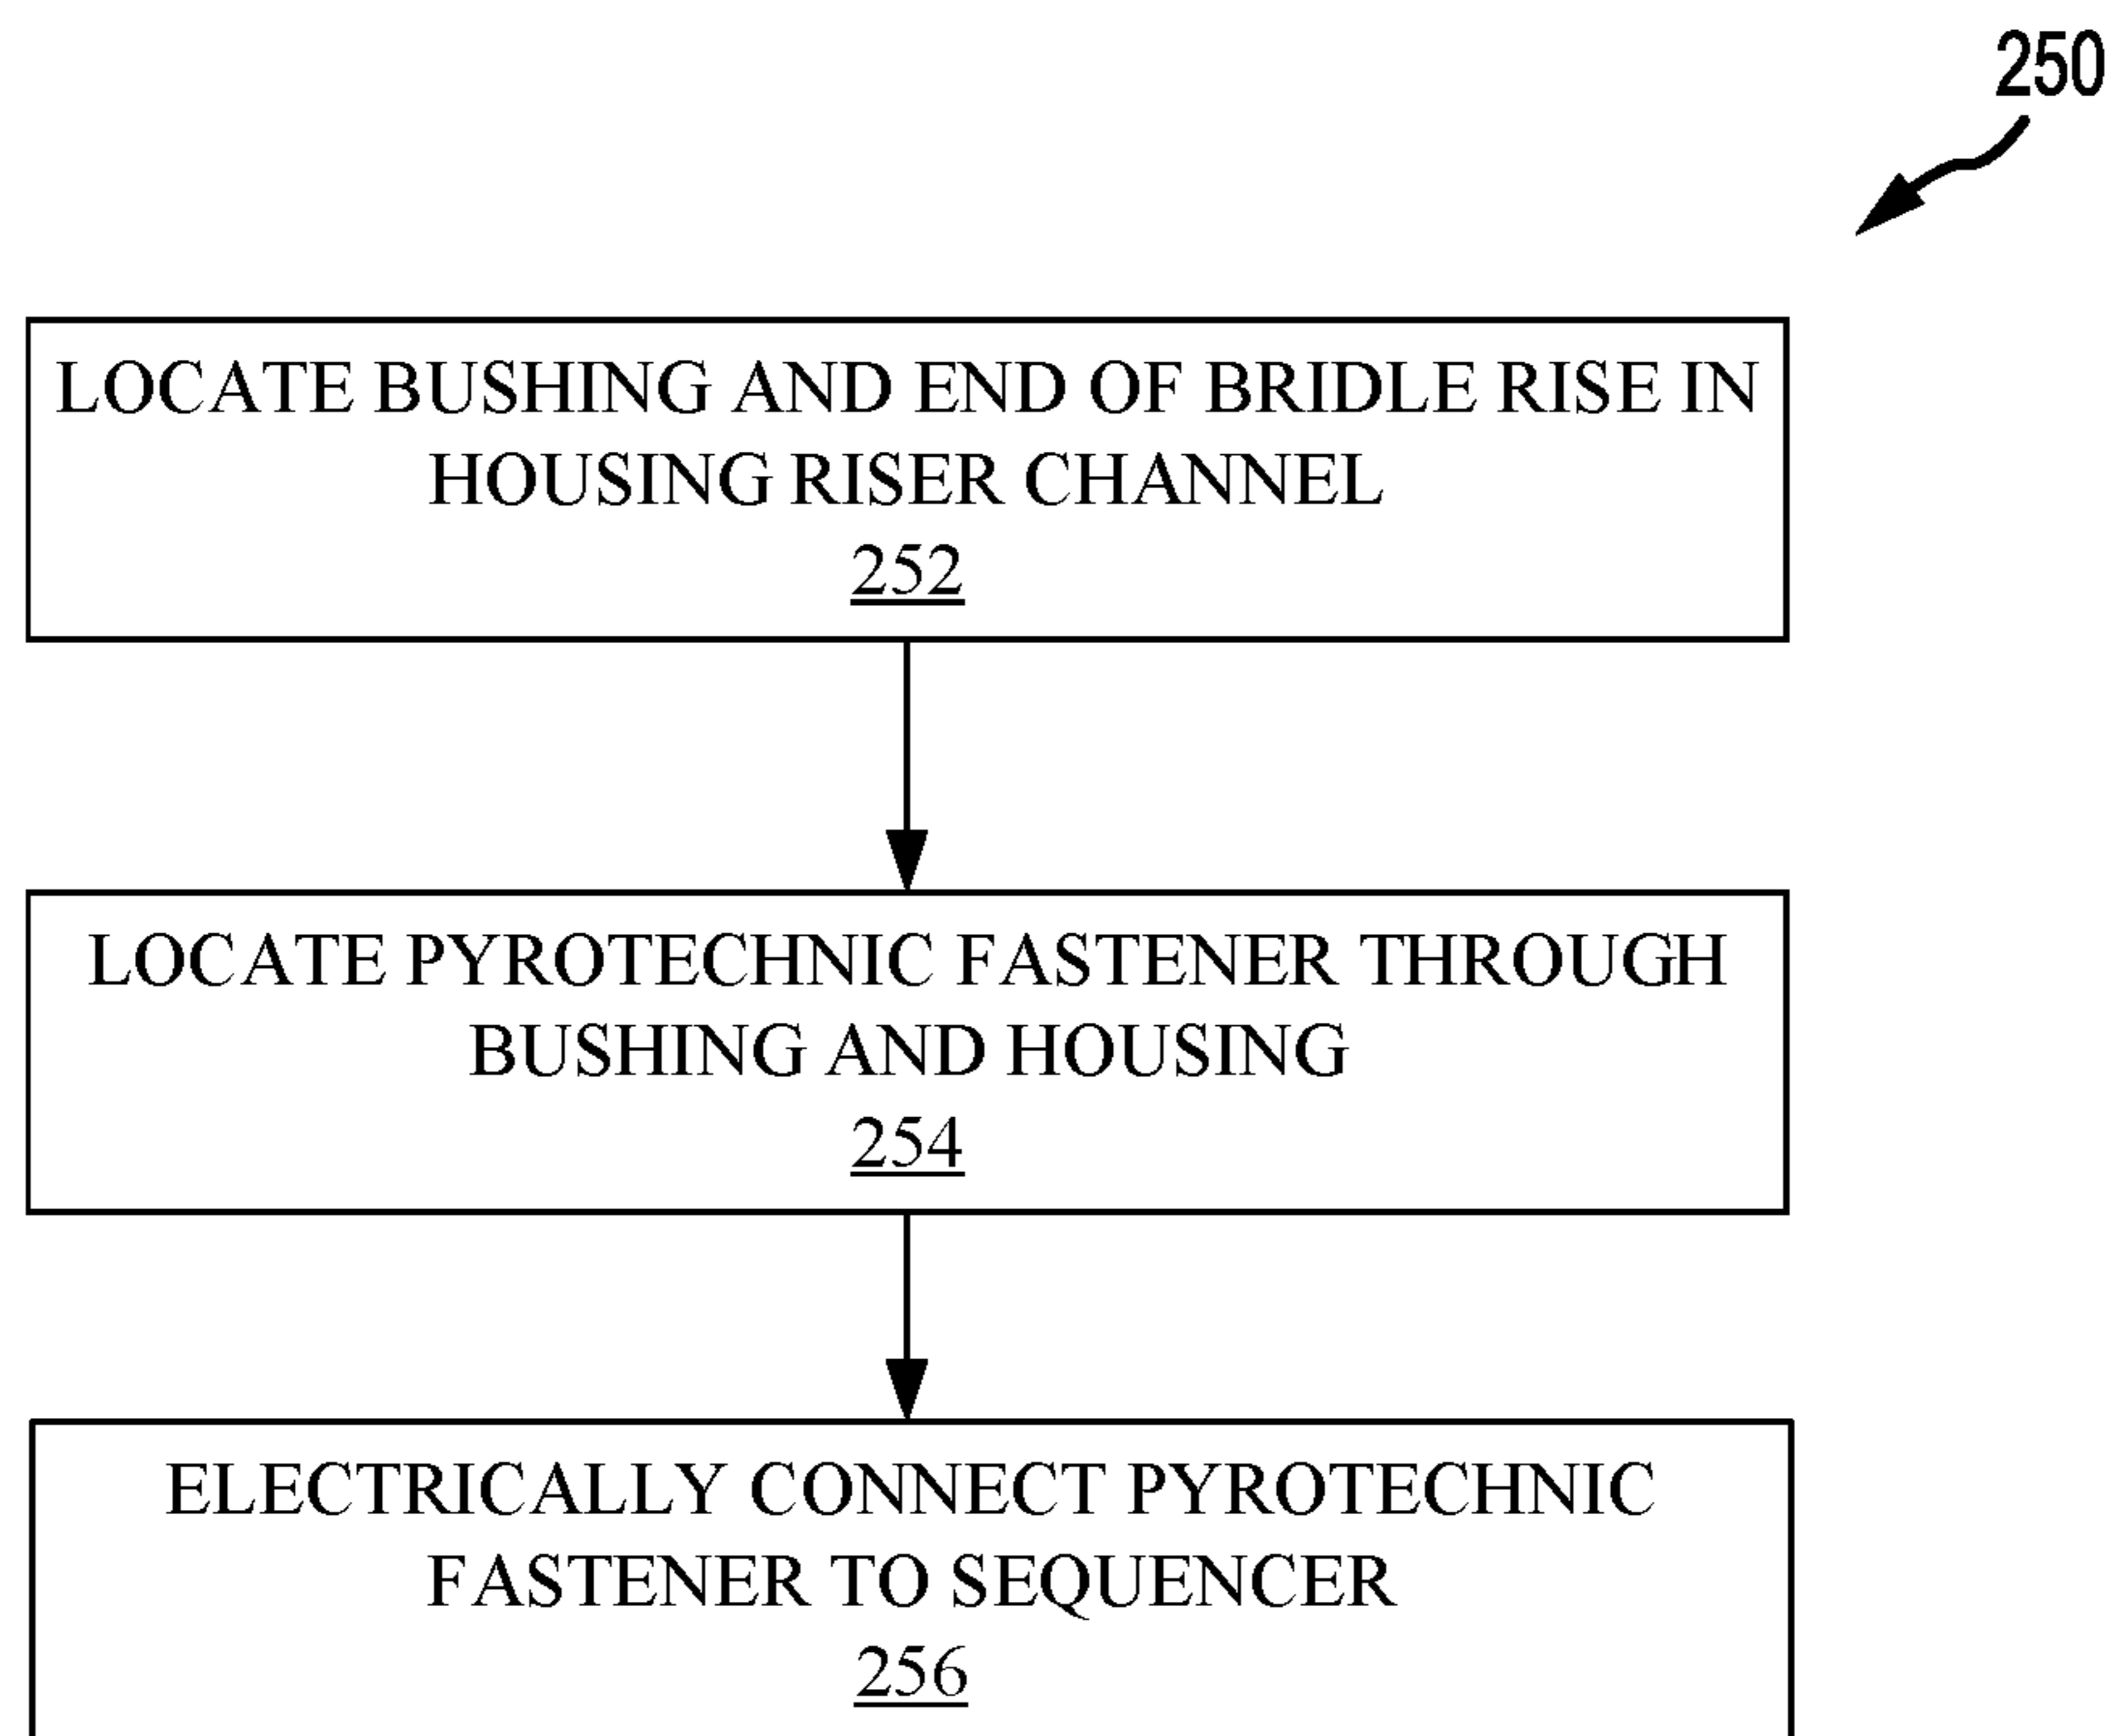 250
LOCATE BUSHING AND END OF BRIDLE RISE IN
HOUSING RISER CHANNEL
252
LOCATE PYROTECHNIC FASTENER THROUGH
BUSHING AND HOUSING
254
ELECTRICALLY CONNECT PYROTECHNIC
FASTENER TO SEQUENCER
256